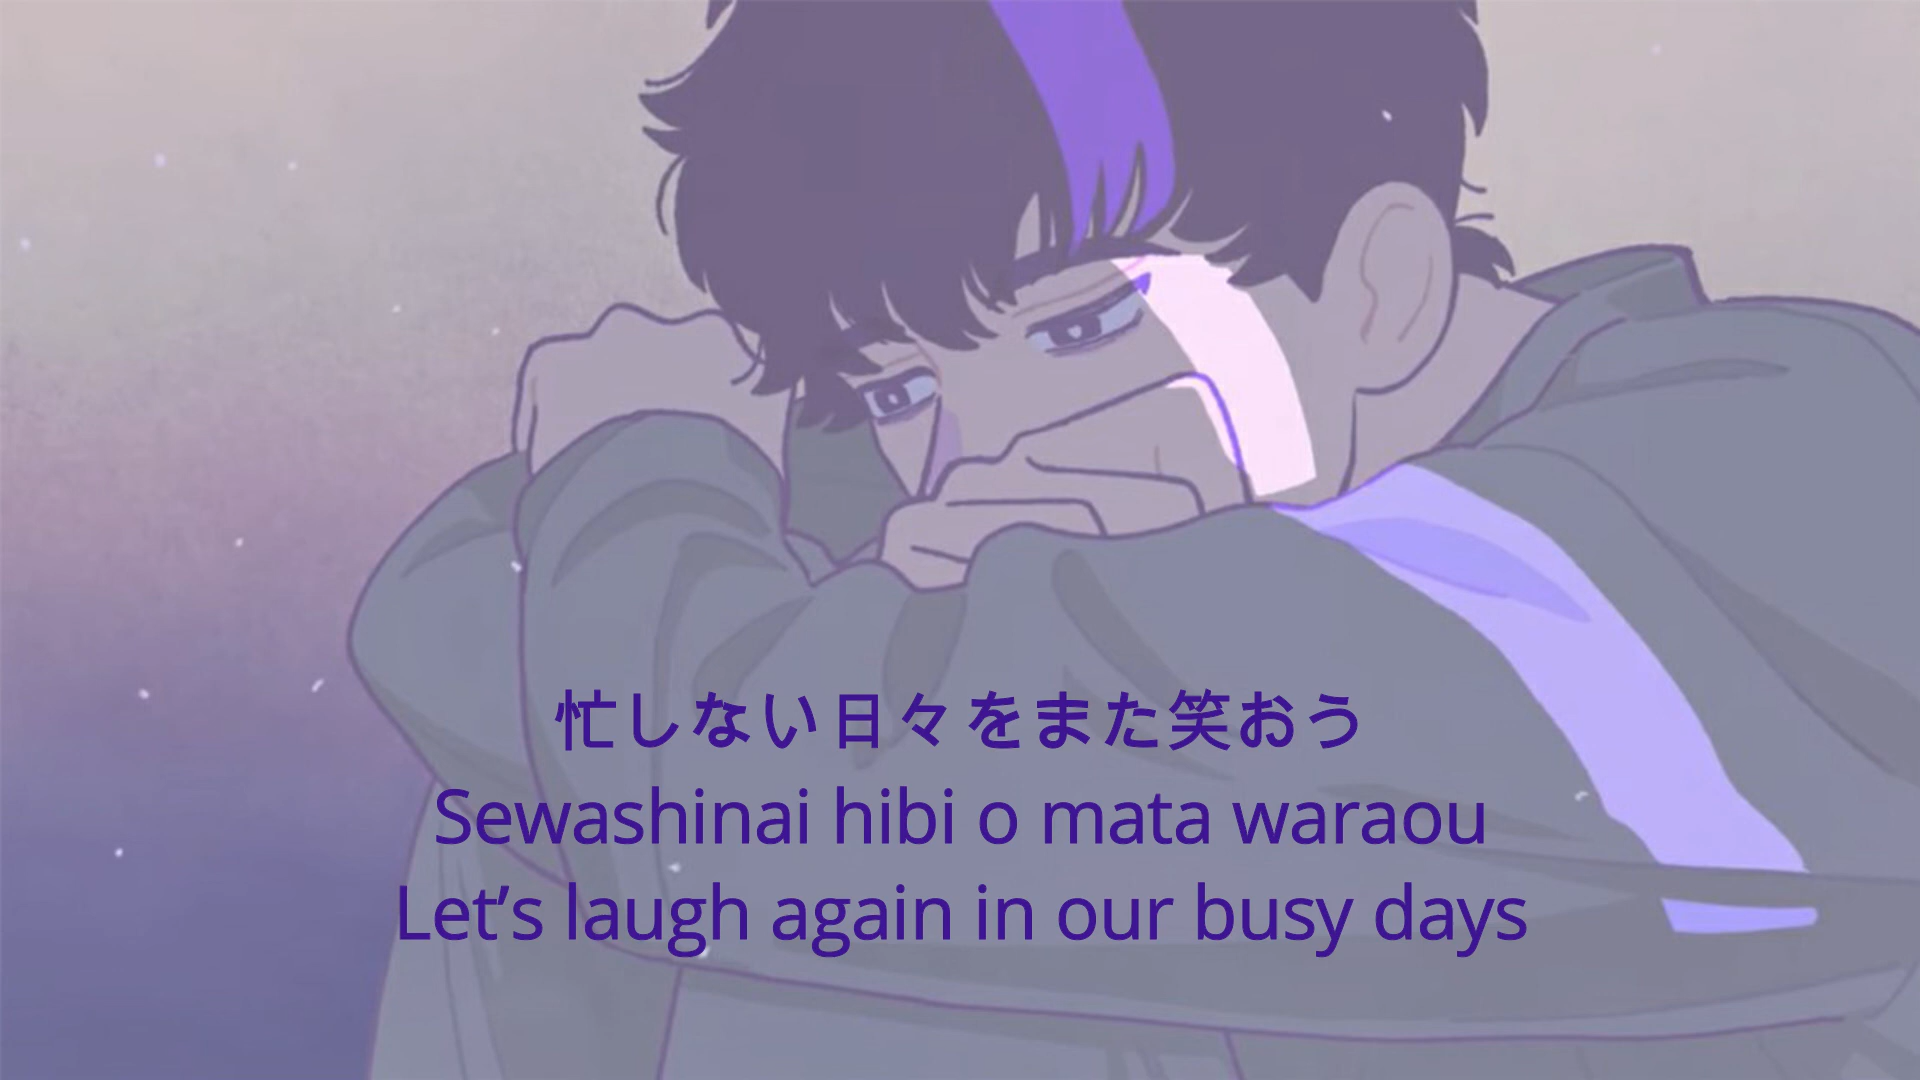 忙しない日々をまた笑おう
Sewashinai hibi o mata waraou
Let’s laugh again in our busy days